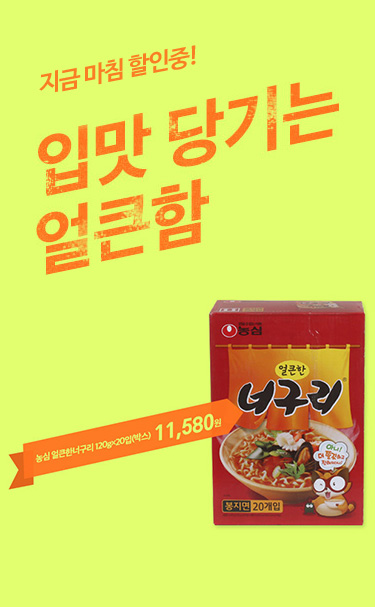 지금 마침 할인중!
입맛 당기는
얼큰함
농심 얼큰한너구리 120g×20입(박스) 11,580원
농심
얼큰한
너구리
봉지면 20개입